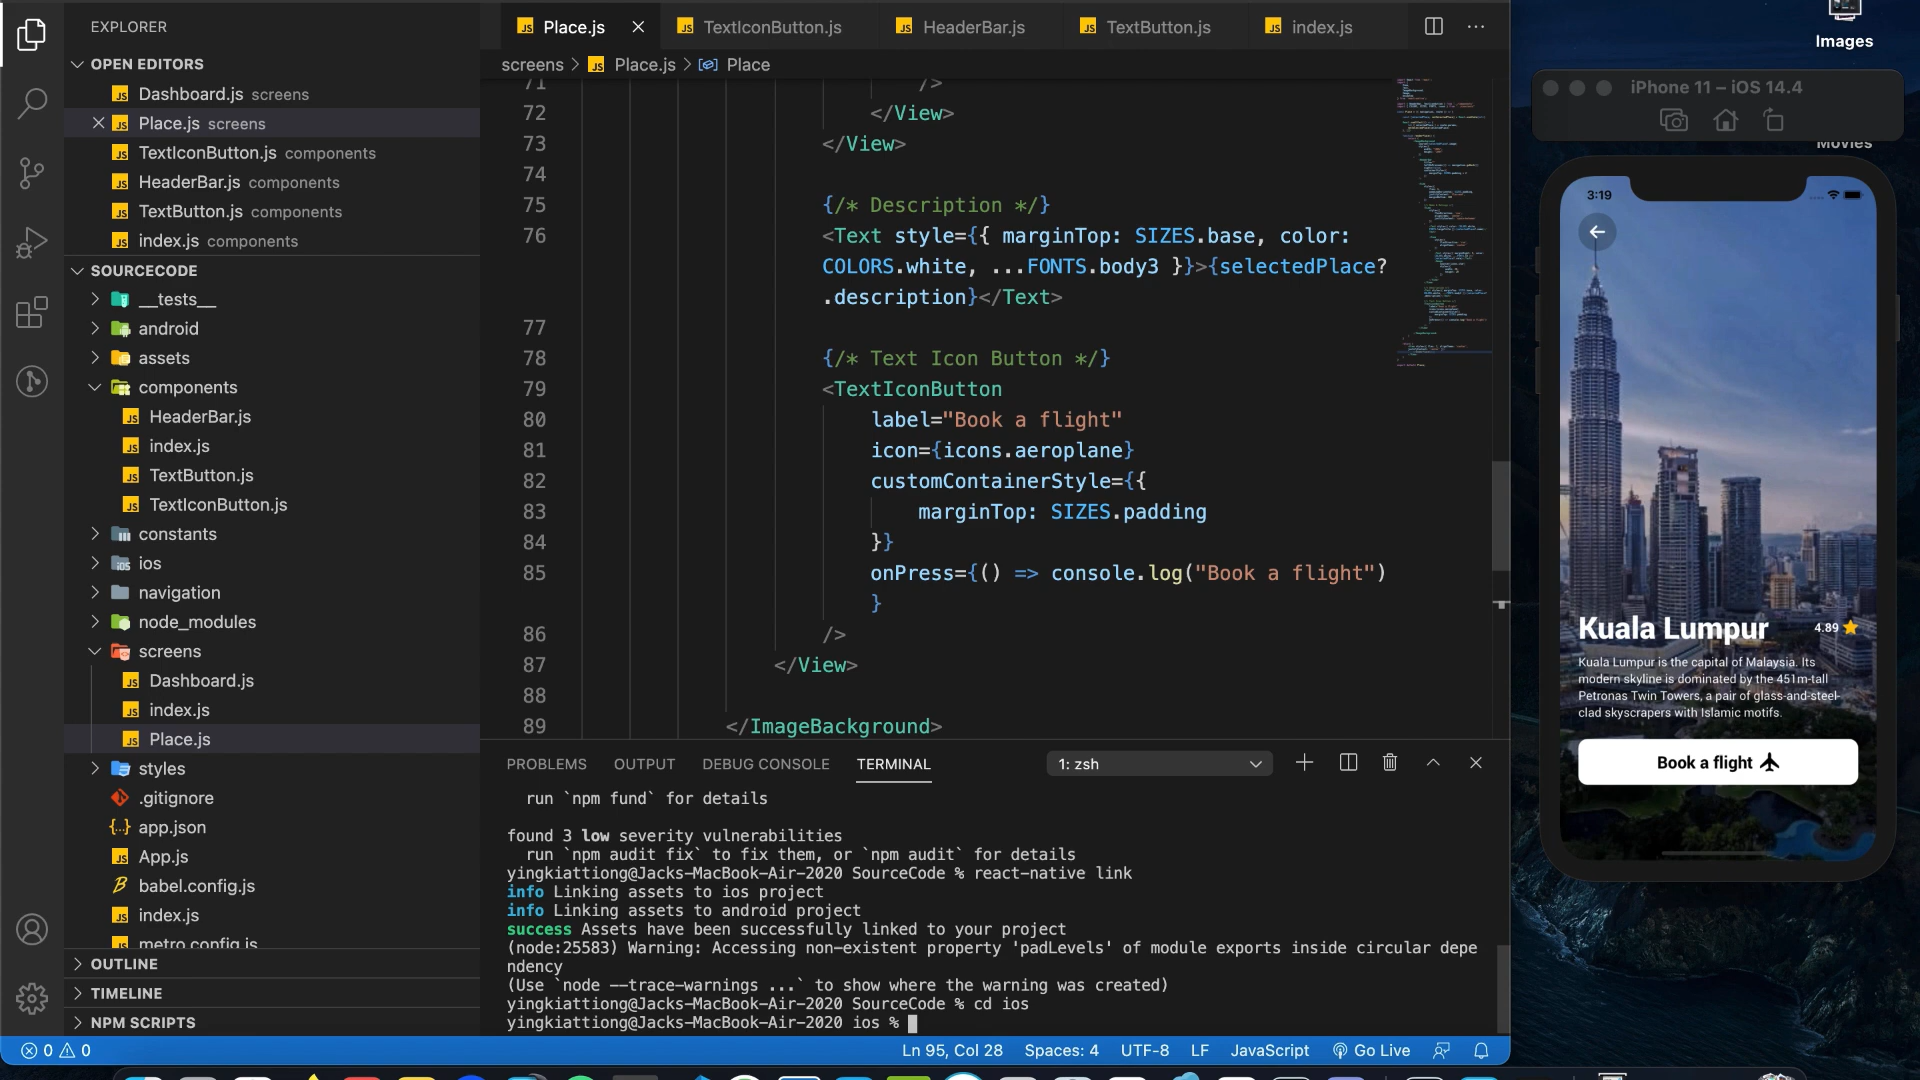 EXPLORER
OPEN EDITORS
Dashboard.js screens
Place.js screens
TextIconButton.js components
HeaderBar.js components
TextButton.js components
index.js components
SOURCECODE
__tests__
android
assets
components
HeaderBar.js
index.js
TextButton.js
TextIconButton.js
constants
ios
navigation
node_modules
screens
Dashboard.js
index.js
Place.js
styles
.gitignore
app.json
App.js
babel.config.js
index.js
metro.config.js
OUTLINE
TIMELINE
NPM SCRIPTS
Place.js TextIconButton.js HeaderBar.js TextButton.js index.js
screens > Place.js > Place
71 />
72 </View>
73 </View>
74
75 {/* Description */}
76 <Text style={{ marginTop: SIZES.base, color:
COLORS.white, ...FONTS.body3 }}>{selectedPlace?
.description}</Text>
77
78 {/* Text Icon Button */}
79 <TextIconButton
80 label="Book a flight"
81 icon={icons.aeroplane}
82 customContainerStyle={{
83 marginTop: SIZES.padding
84 }}
85 onPress={() => console.log("Book a flight")
}
86 />
87 </View>
88
89 </ImageBackground>
PROBLEMS OUTPUT DEBUG CONSOLE TERMINAL 1: zsh
run `npm fund` for details
found 3 low severity vulnerabilities
run `npm audit fix` to fix them, or `npm audit` for details
yingkiattiong@Jacks-MacBook-Air-2020 SourceCode % react-native link
info Linking assets to ios project
info Linking assets to android project
success Assets have been successfully linked to your project
(node:25583) Warning: Accessing non-existent property 'padLevels' of module exports inside circular depe
ndency
(Use `node --trace-warnings ...` to show where the warning was created)
yingkiattiong@Jacks-MacBook-Air-2020 SourceCode % cd ios
yingkiattiong@Jacks-MacBook-Air-2020 ios %
0 0 Ln 95, Col 28 Spaces: 4 UTF-8 LF JavaScript Go Live
Images
iPhone 11 – iOS 14.4
Movies
3:19
Kuala Lumpur 4.89
Kuala Lumpur is the capital of Malaysia. Its
modern skyline is dominated by the 451m-tall
Petronas Twin Towers, a pair of glass-and-steel-
clad skyscrapers with Islamic motifs.
Book a flight